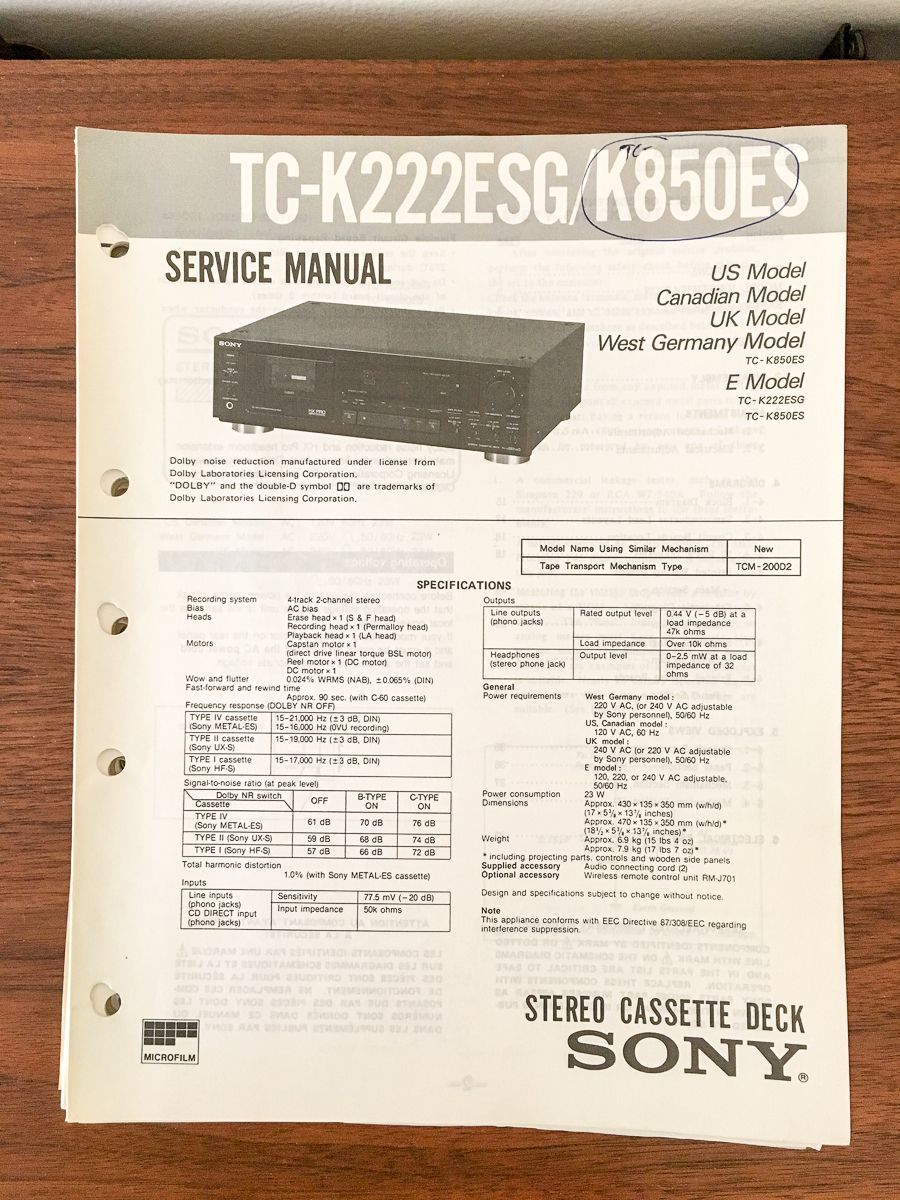 TC-K222ESG/K850ES
TC-
SERVICE MANUAL
US Model
Canadian Model
UK Model
West Germany Model
TC-K850ES
E Model
TC-K222ESG
TC-K850ES
SONY
HX PRO
Dolby noise reduction manufactured under license from
Dolby Laboratories Licensing Corporation.
"DOLBY" and the double-D symbol are trademarks of
Dolby Laboratories Licensing Corporation.
Model Name Using Similar Mechanism New
Tape Transport Mechanism Type TCM-200D2
SPECIFICATIONS
Recording system 4-track 2-channel stereo
Bias AC bias
Heads Erase head × 1 (S & F head)
Recording head × 1 (Permalloy head)
Playback head × 1 (LA head)
Motors Capstan motor × 1
(direct drive linear torque BSL motor)
Reel motor × 1 (DC motor)
DC motor × 1
Wow and flutter 0.024% WRMS (NAB), ±0.065% (DIN)
Fast-forward and rewind time
Approx. 90 sec. (with C-60 cassette)
Frequency response (DOLBY NR OFF)
TYPE IV cassette 15–21,000 Hz (±3 dB, DIN)
(Sony METAL-ES) 15–16,000 Hz (0VU recording)
TYPE II cassette 15–19,000 Hz (±3 dB, DIN)
(Sony UX-S)
TYPE I cassette 15–17,000 Hz (±3 dB, DIN)
(Sony HF-S)
Signal-to-noise ratio (at peak level)
Dolby NR switch OFF B-TYPE ON C-TYPE ON
Cassette
TYPE IV
(Sony METAL-ES) 61 dB 70 dB 76 dB
TYPE II (Sony UX-S) 59 dB 68 dB 74 dB
TYPE I (Sony HF-S) 57 dB 66 dB 72 dB
Total harmonic distortion
1.0% (with Sony METAL-ES cassette)
Inputs
Line inputs Sensitivity 77.5 mV (−20 dB)
(phono jacks)
CD DIRECT input Input impedance 50k ohms
(phono jacks)
Outputs
Line outputs Rated output level 0.44 V (−5 dB) at a
(phono jacks) load impedance
47k ohms
Load impedance Over 10k ohms
Headphones Output level 0–2.5 mW at a load
(stereo phone jack) impedance of 32
ohms
General
Power requirements West Germany model :
220 V AC, (or 240 V AC adjustable
by Sony personnel), 50/60 Hz
US, Canadian model :
120 V AC, 60 Hz
UK model :
240 V AC (or 220 V AC adjustable
by Sony personnel), 50/60 Hz
E model :
120, 220, or 240 V AC adjustable,
50/60 Hz
Power consumption 23 W
Dimensions Approx. 430 × 135 × 350 mm (w/h/d)
(17 × 5 3/8 × 13 7/8 inches)
Approx. 470 × 135 × 350 mm (w/h/d)*
(18 1/2 × 5 3/8 × 13 7/8 inches)*
Weight Approx. 6.9 kg (15 lbs 4 oz)
Approx. 7.9 kg (17 lbs 7 oz)*
* including projecting parts. controls and wooden side panels
Supplied accessory Audio connecting cord (2)
Optional accessory Wireless remote control unit RM-J701
Design and specifications subject to change without notice.
Note
This appliance conforms with EEC Directive 87/308/EEC regarding
interference suppression.
MICROFILM
STEREO CASSETTE DECK
SONY®